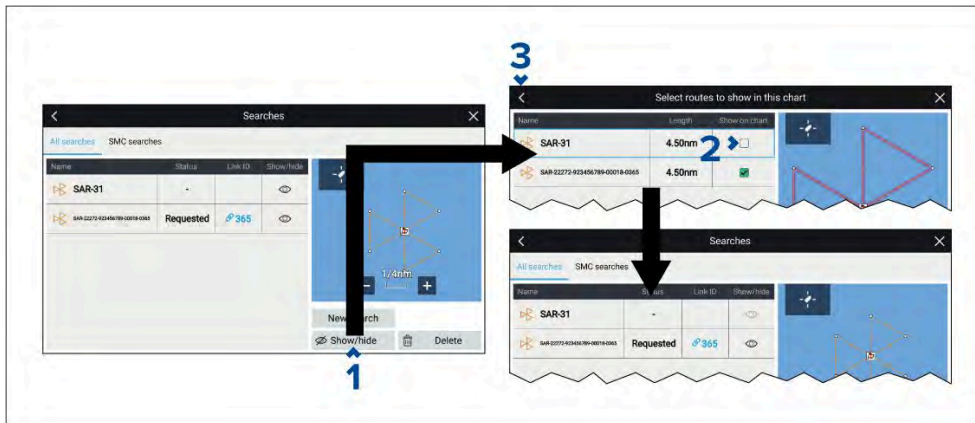 Searches
All searches SMC searches
Name Status Link ID Show/hide
SAR-31 -
SAR-22272-923456789-00018-0365 Requested 365
1/4nm
New
rch
Show/hide Delete
1
3
Select routes to show in this chart
Name Length Show on chart
SAR-31 4.50nm
2
SAR-22272-923456789-00018-0365 4.50nm
Searches
All searches SMC searches
Name Link ID Show/hide
SAR-31 -
SAR-22272-923456789-00018-0365 Requested 365